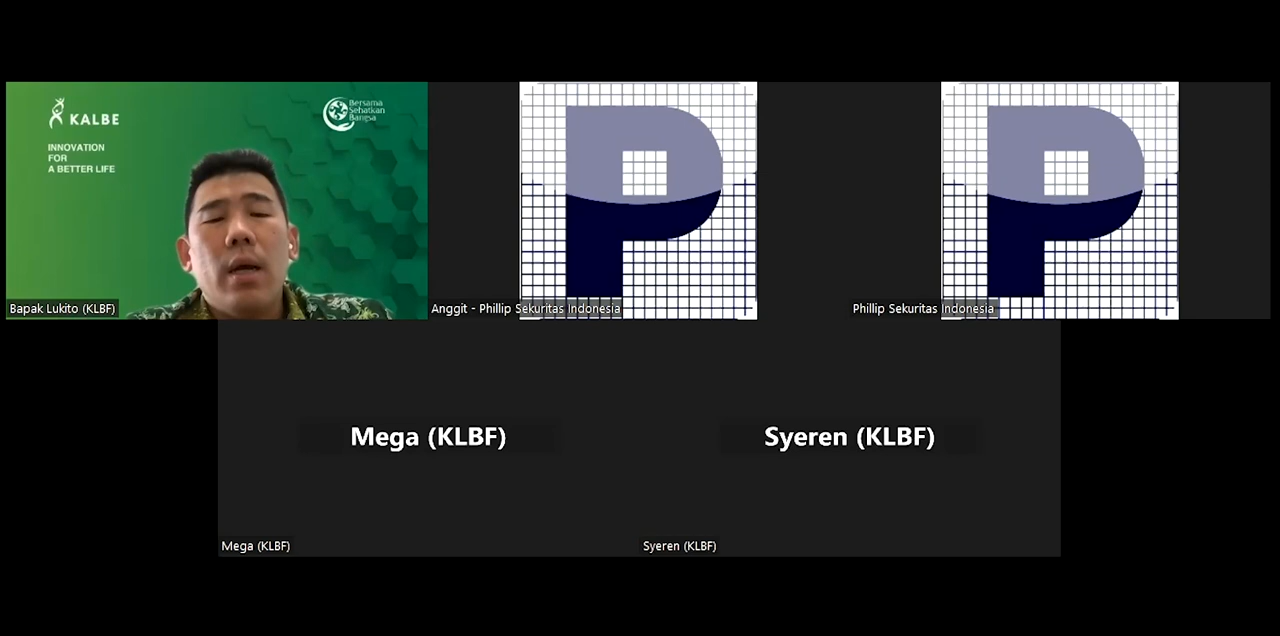 KALBE
INNOVATION
FOR
A BETTER LIFE
Bersama
Sehatkan
Bangsa
Bapak Lukito (KLBF)
Anggit - Phillip Sekuritas Indonesia
Phillip Sekuritas Indonesia
Mega (KLBF)
Syeren (KLBF)
Mega (KLBF)
Syeren (KLBF)